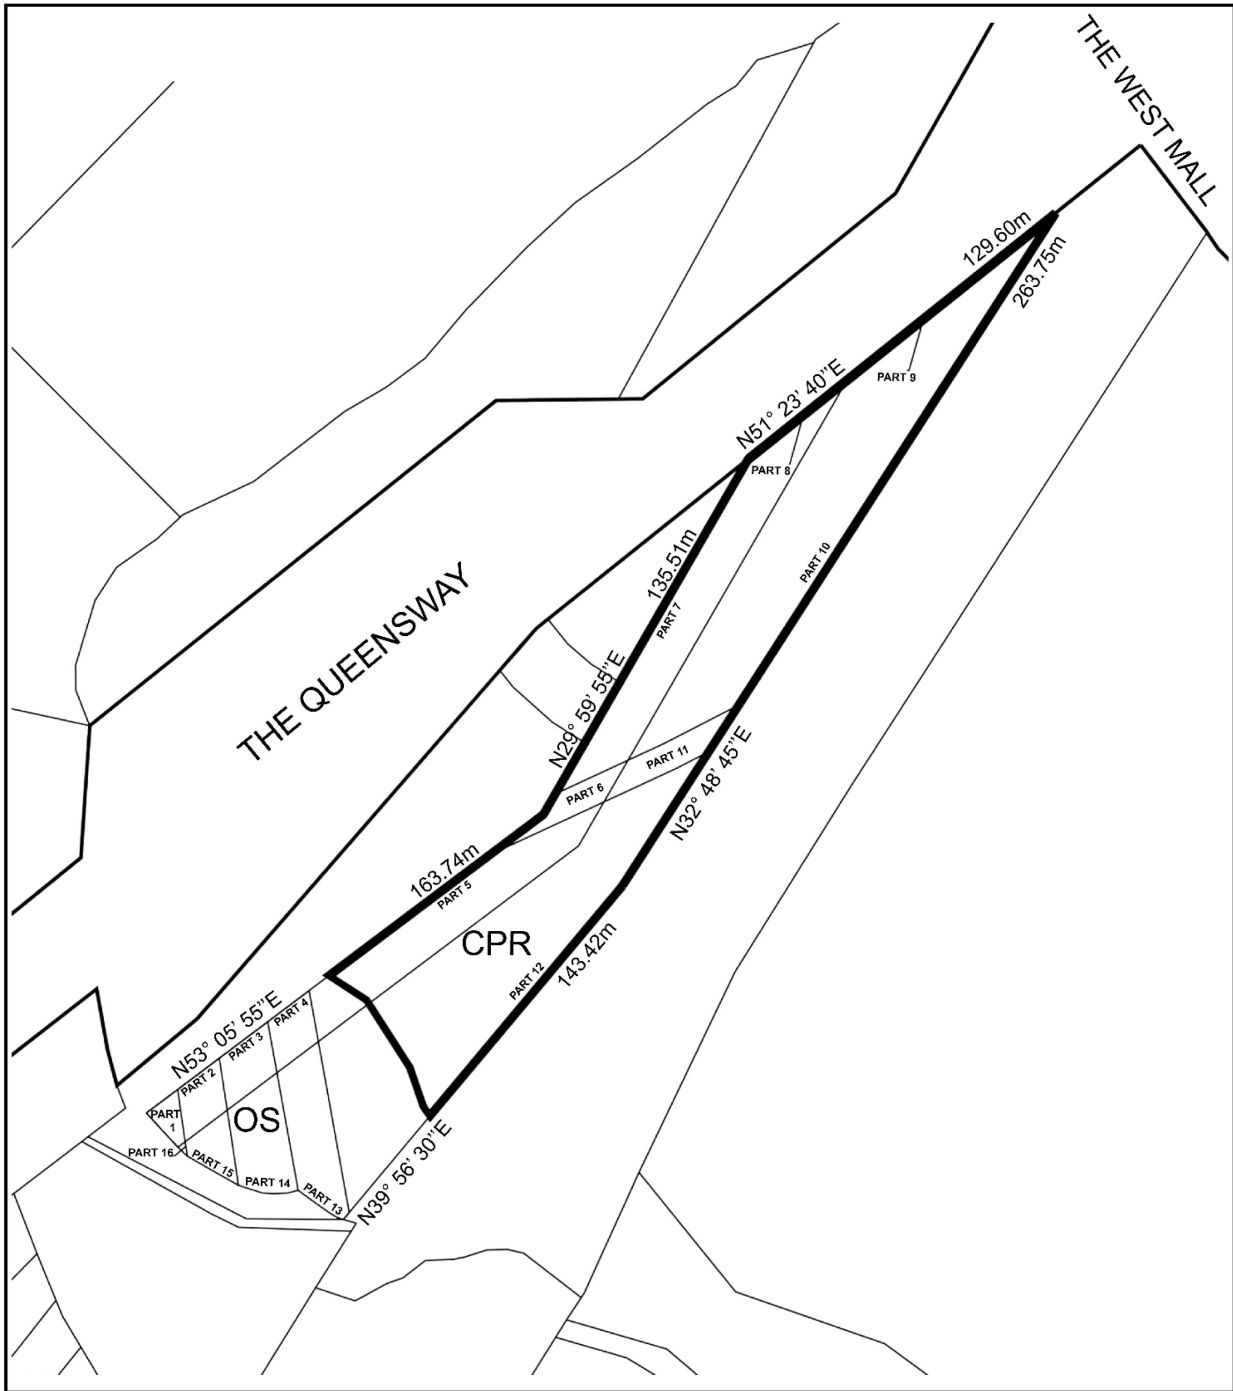 THE WEST MALL
129.60m
263.75m
PART 9
N51° 23' 40"E
PART 8
135.51m
PART 10
THE QUEENSWAY
PART 7
N29° 59' 55"E
PART 11
N32° 48' 45"E
PART 6
163.74m
PART 5
CPR
143.42m
PART 12
N53° 05' 55"E
PART 4
PART 3
PART 2
PART
1
OS
PART 16
PART 15
PART 14
PART 13
N39° 56' 30"E